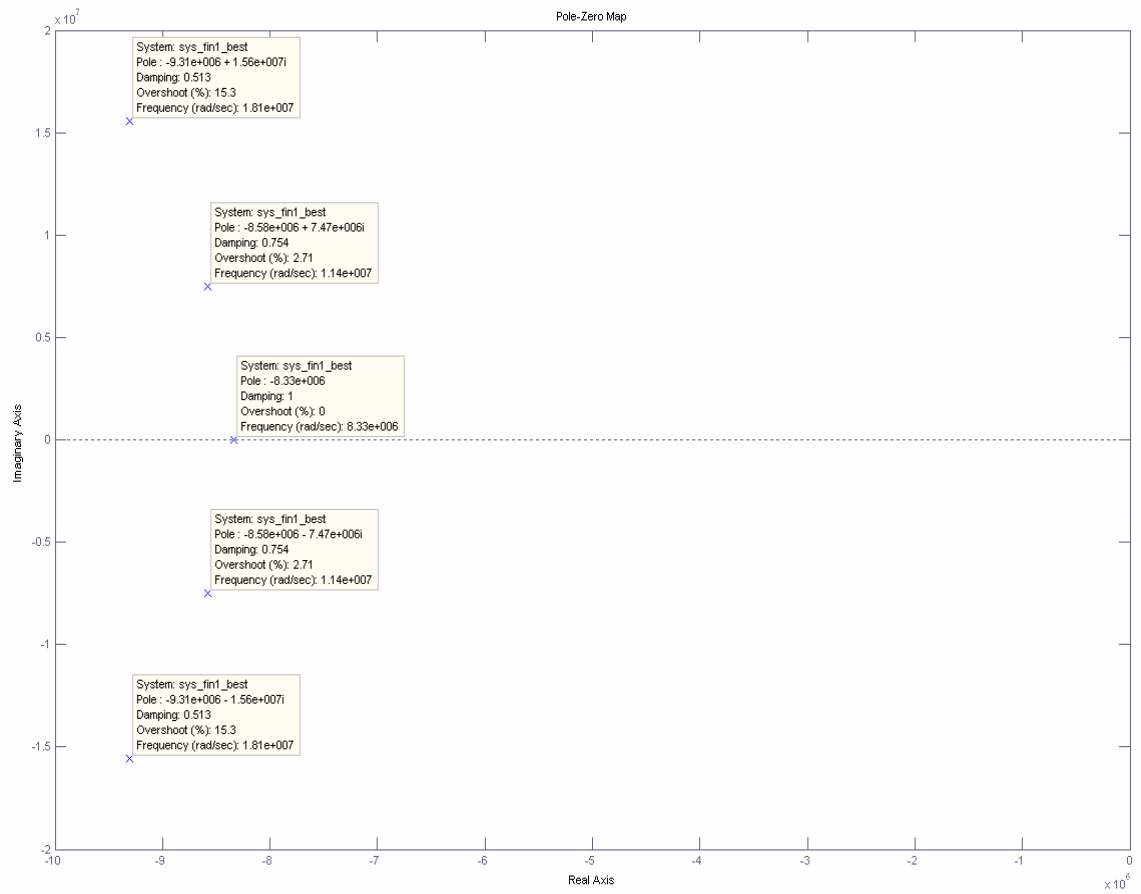 Pole-Zero Map
x 10^7
2
1.5
1
0.5
0
-0.5
-1
-1.5
-2
Imaginary Axis
System: sys_fin1_best
Pole : -9.31e+006 + 1.56e+007i
Damping: 0.513
Overshoot (%): 15.3
Frequency (rad/sec): 1.81e+007
System: sys_fin1_best
Pole : -8.58e+006 + 7.47e+006i
Damping: 0.754
Overshoot (%): 2.71
Frequency (rad/sec): 1.14e+007
System: sys_fin1_best
Pole : -8.33e+006
Damping: 1
Overshoot (%): 0
Frequency (rad/sec): 8.33e+006
System: sys_fin1_best
Pole : -8.58e+006 - 7.47e+006i
Damping: 0.754
Overshoot (%): 2.71
Frequency (rad/sec): 1.14e+007
System: sys_fin1_best
Pole : -9.31e+006 - 1.56e+007i
Damping: 0.513
Overshoot (%): 15.3
Frequency (rad/sec): 1.81e+007
-10 -9 -8 -7 -6 -5 -4 -3 -2 -1 0
Real Axis
x 10^6